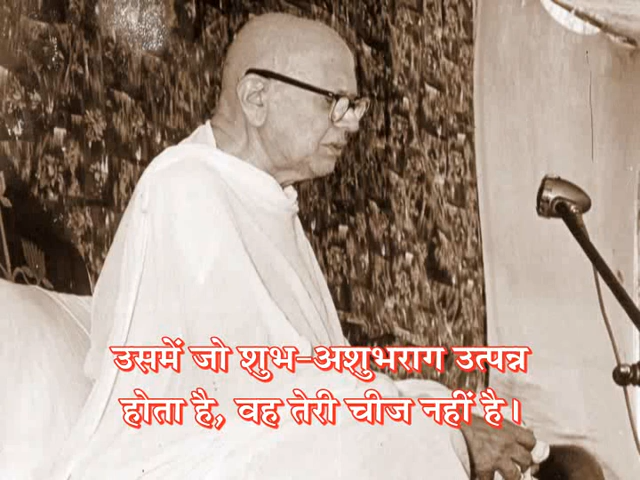 उसमें जो शुभ-अशुभराग उत्पन्न
होता है, वह तेरी चीज नहीं है।